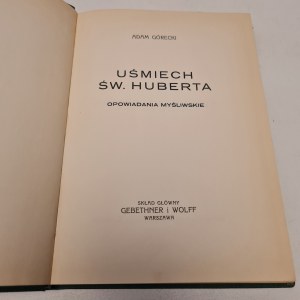 ADAM GÓRECKI
UŚMIECH
ŚW. HUBERTA
OPOWIADANIA MYŚLIWSKIE
SKŁAD GŁÓWNY
GEBETHNER i WOLFF
WARSZAWA